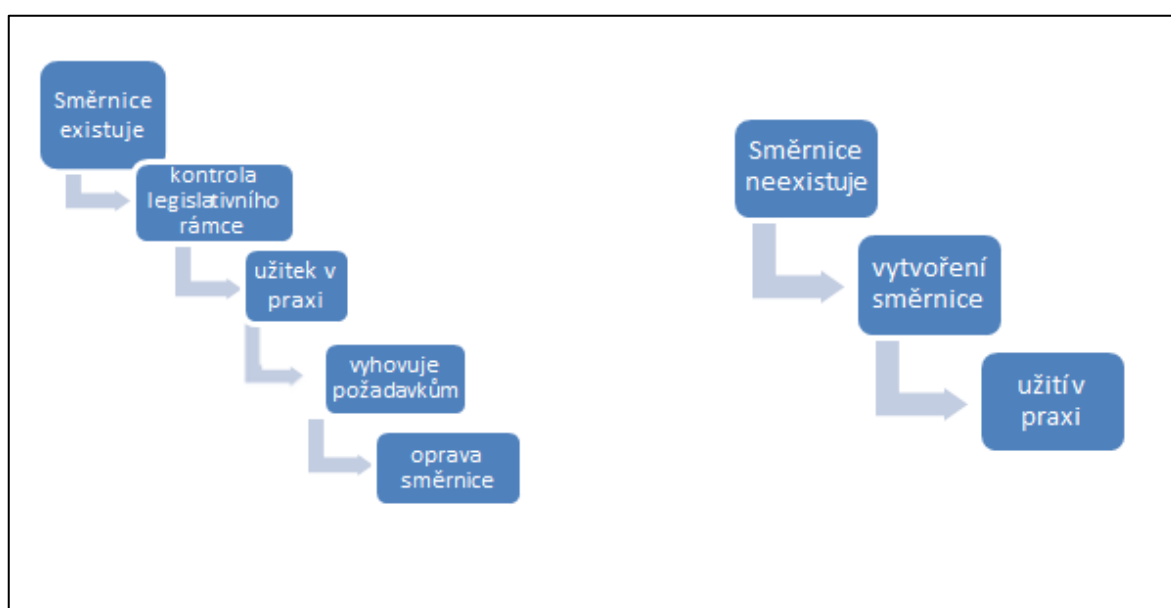 Směrnice
existuje
kontrola
legislativního
rámce
užitek v
praxi
vyhovuje
požadavkům
oprava
směrnice
Směrnice
neexistuje
vytvoření
směrnice
užití v
praxi